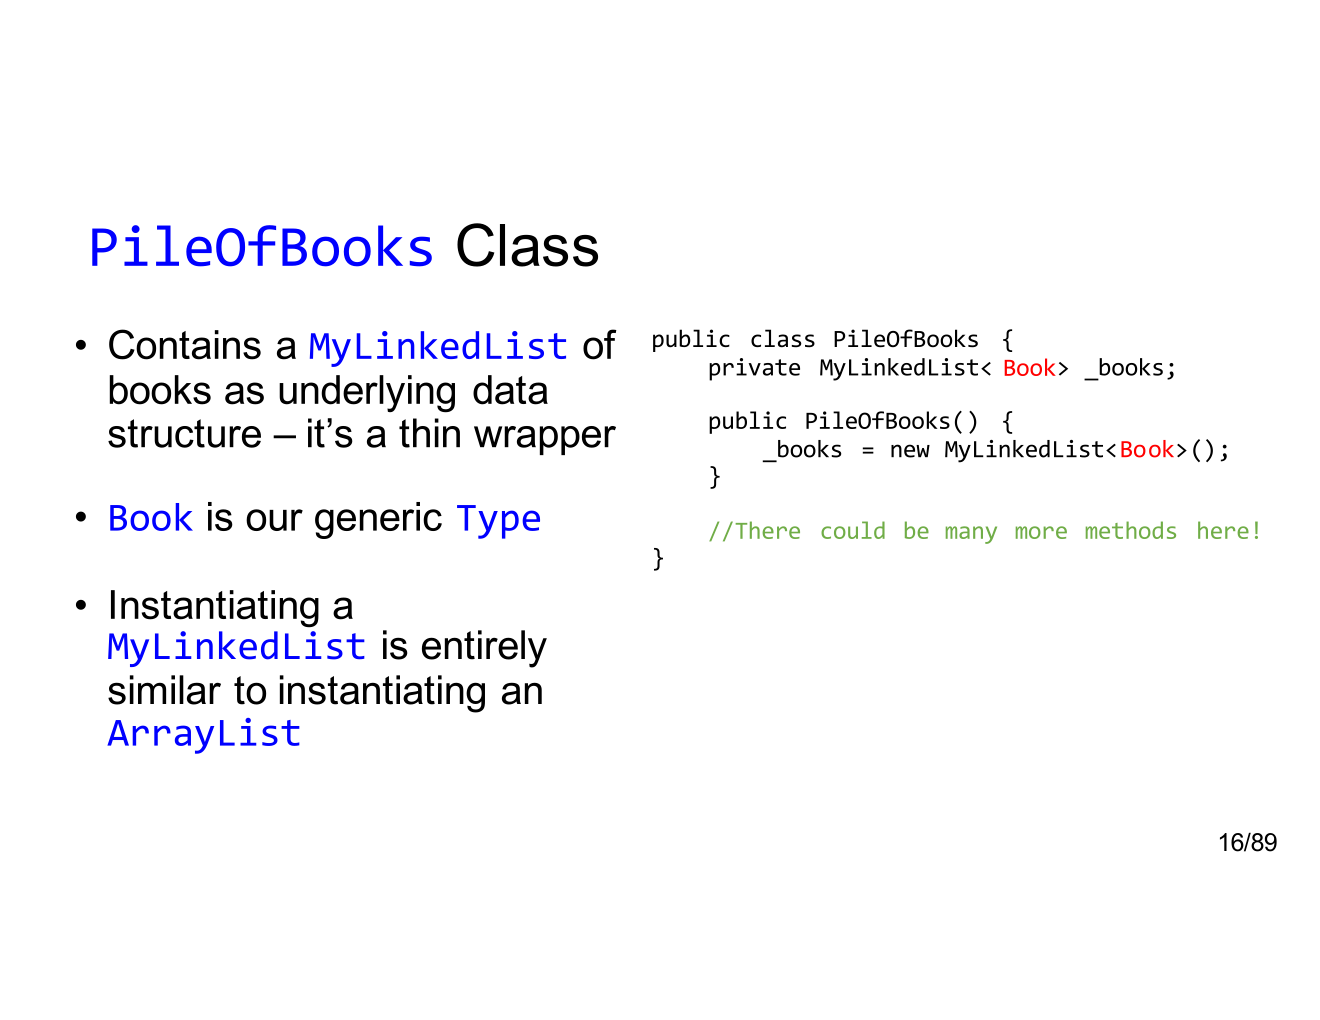 PileOfBooks Class
• Contains a MyLinkedList of
books as underlying data
structure – it’s a thin wrapper
• Book is our generic Type
• Instantiating a
MyLinkedList is entirely
similar to instantiating an
ArrayList
public class PileOfBooks {
    private MyLinkedList< Book> _books;
    public PileOfBooks() {
        _books = new MyLinkedList<Book>();
    }
    //There could be many more methods here!
}
16/89